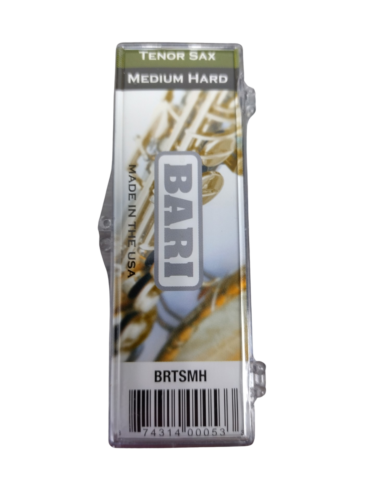 TENOR SAX
MEDIUM HARD
BARI
MADE IN THE USA
BRTSMH
74314 00053